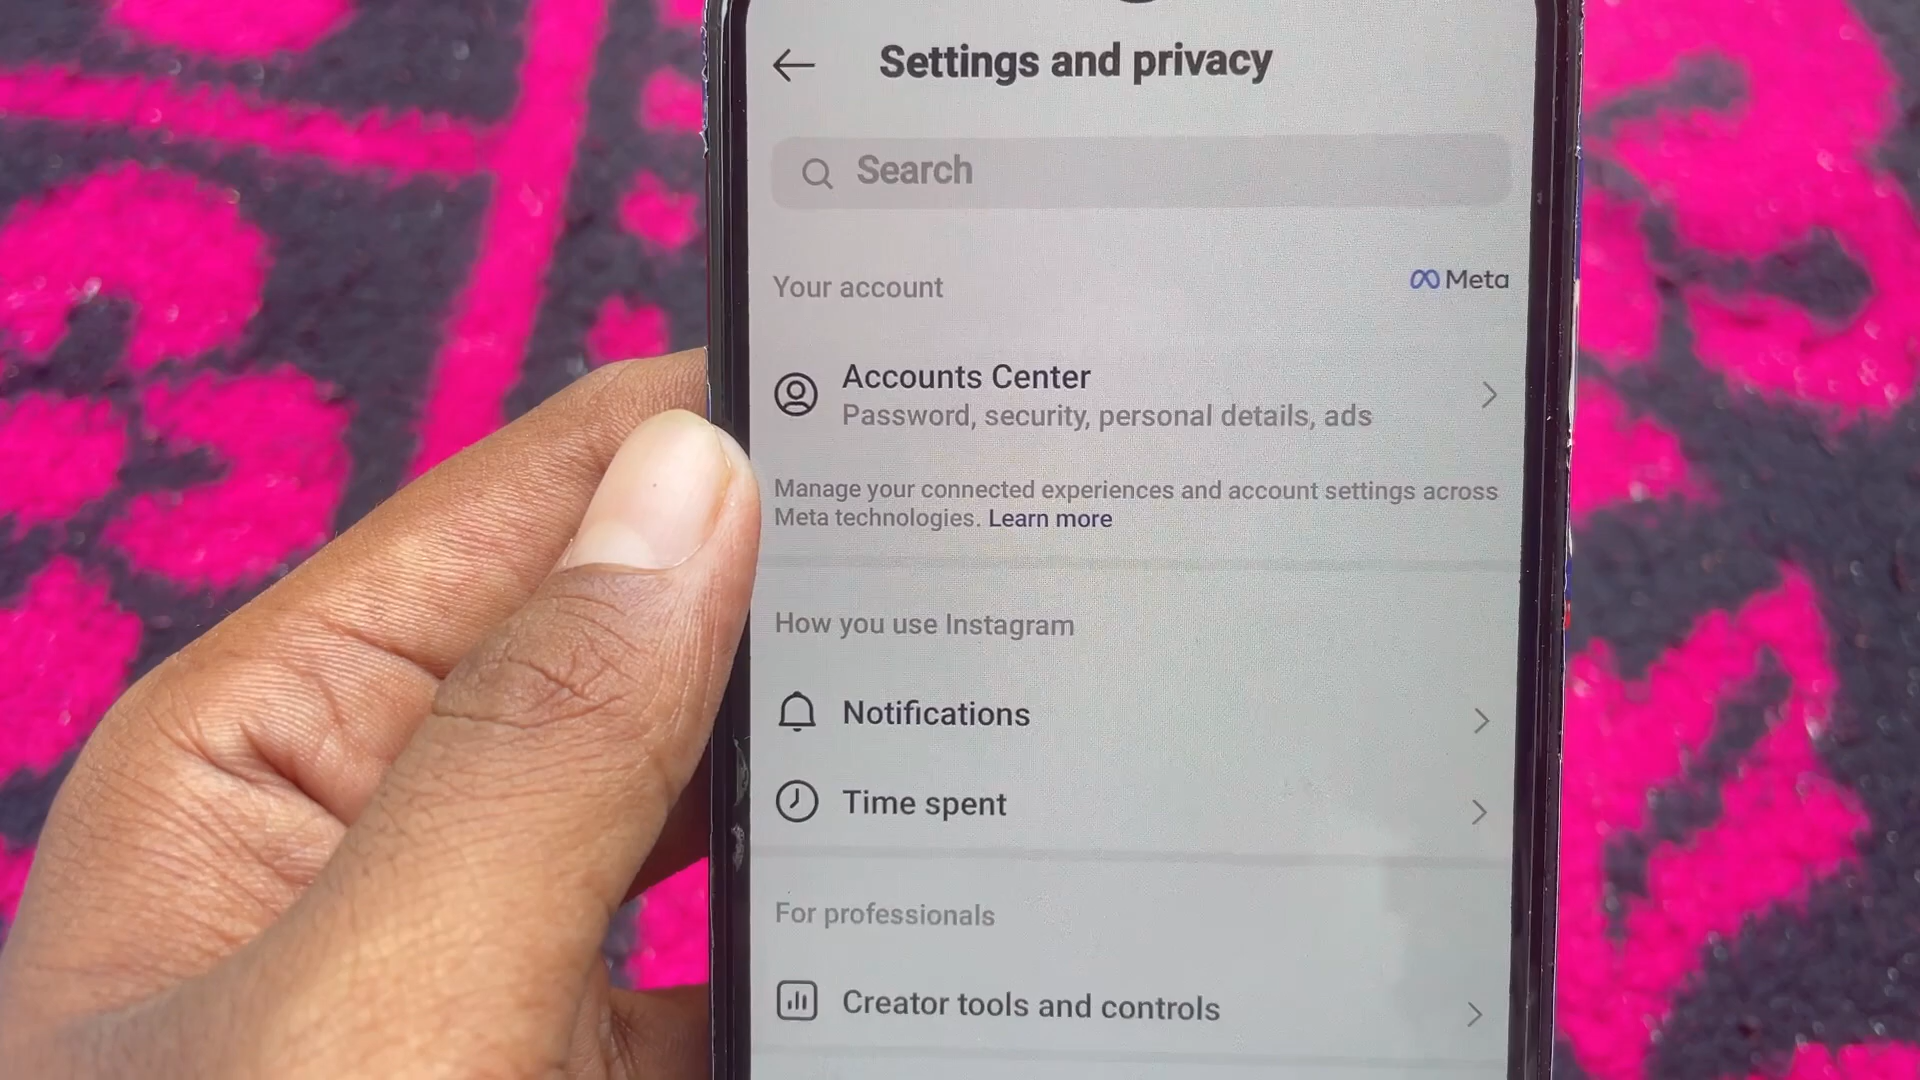 Settings and privacy
Search
Your account
Meta
Accounts Center
Password, security, personal details, ads
Manage your connected experiences and account settings across
Meta technologies. Learn more
How you use Instagram
Notifications
Time spent
For professionals
Creator tools and controls